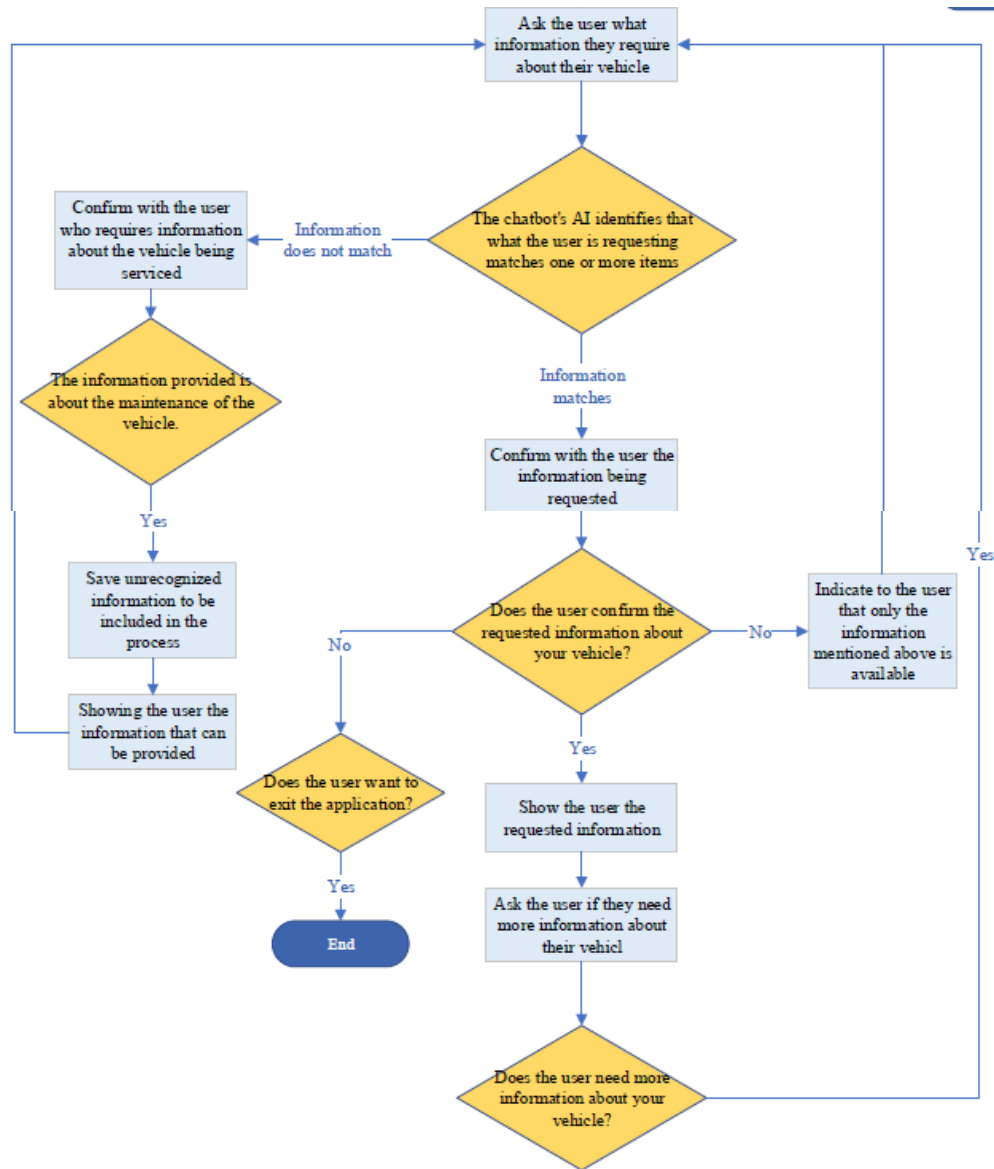 Ask the user what
information they require
about their vehicle
The chatbot's AI identifies that
what the user is requesting
matches one or more items
Information
does not match
Confirm with the user
who requires information
about the vehicle being
serviced
The information provided is
about the maintenance of the
vehicle.
Yes
Save unrecognized
information to be
included in the
process
Showing the user the
information that can
be provided
Information
matches
Confirm with the user the
information being
requested
Does the user confirm the
requested information about
your vehicle?
No
Indicate to the user
that only the
information
mentioned above is
available
No
Does the user want to
exit the application?
Yes
End
Yes
Show the user the
requested information
Ask the user if they need
more information about
their vehicl
Does the user need more
information about your
vehicle?
Yes